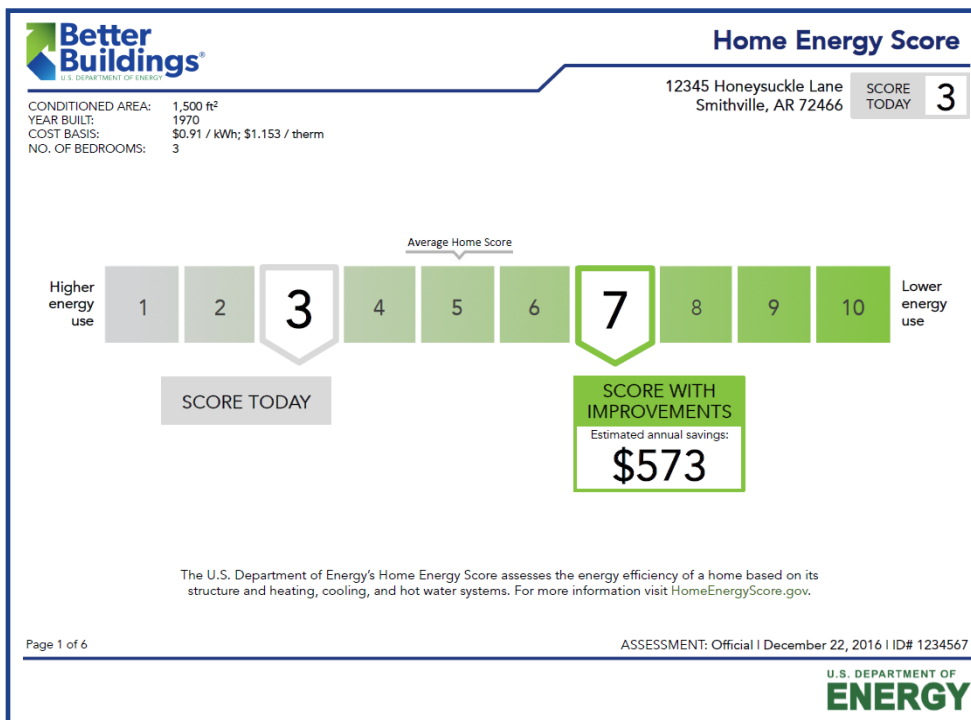 Better
Buildings®
U.S. DEPARTMENT OF ENERGY
Home Energy Score
12345 Honeysuckle Lane
Smithville, AR 72466
SCORE
TODAY
3
CONDITIONED AREA: 1,500 ft²
YEAR BUILT: 1970
COST BASIS: $0.91 / kWh; $1.153 / therm
NO. OF BEDROOMS: 3
Average Home Score
Higher
energy
use
1 2 3 4 5 6 7 8 9 10
Lower
energy
use
SCORE TODAY
SCORE WITH
IMPROVEMENTS
Estimated annual savings:
$573
The U.S. Department of Energy's Home Energy Score assesses the energy efficiency of a home based on its
structure and heating, cooling, and hot water systems. For more information visit HomeEnergyScore.gov.
Page 1 of 6
ASSESSMENT: Official I December 22, 2016 I ID# 1234567
U.S. DEPARTMENT OF
ENERGY